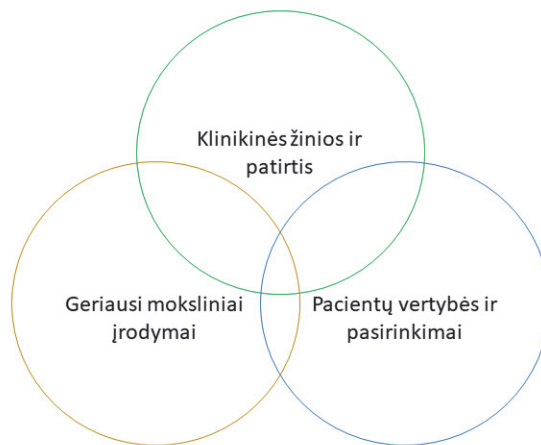 Klinikinės žinios ir
patirtis
Geriausi moksliniai
įrodymai
Pacientų vertybės ir
pasirinkimai